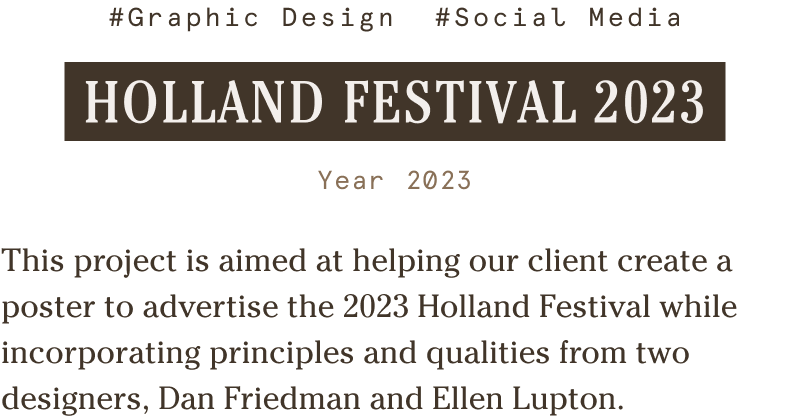 #Graphic Design #Social Media
HOLLAND FESTIVAL 2023
Year 2023
This project is aimed at helping our client create a
poster to advertise the 2023 Holland Festival while
incorporating principles and qualities from two
designers, Dan Friedman and Ellen Lupton.